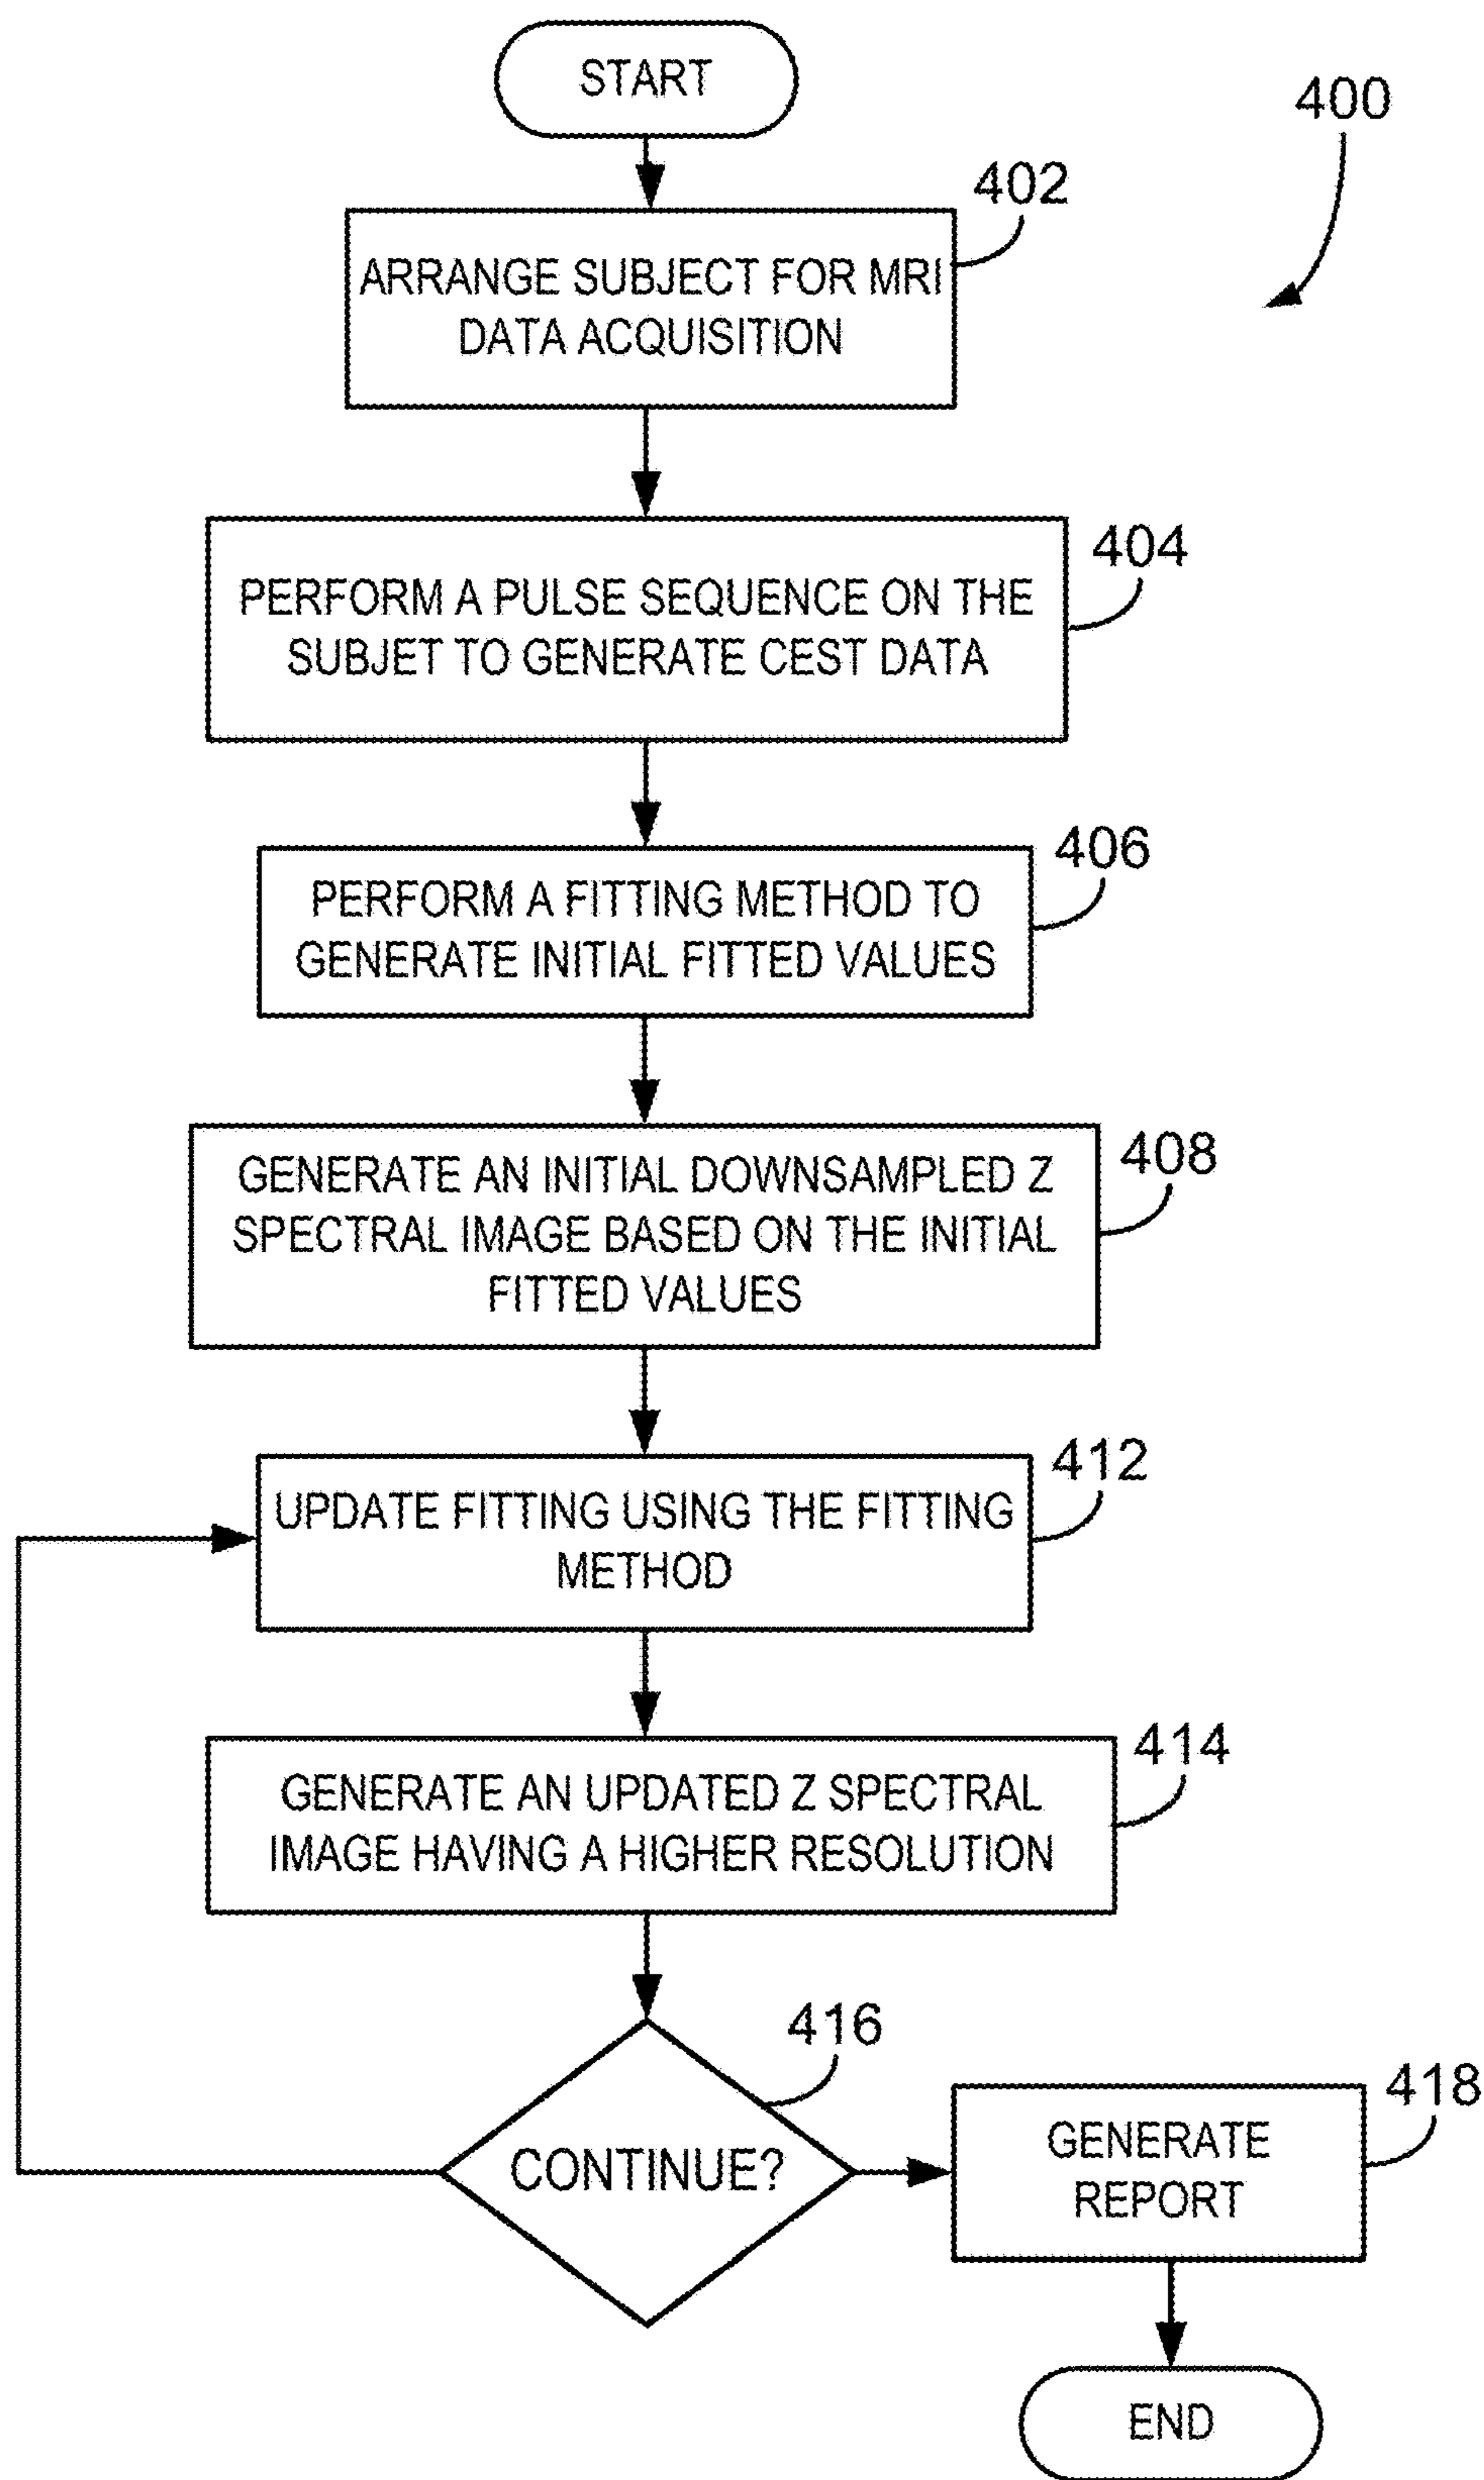 START
400
402
ARRANGE SUBJECT FOR MRI
DATA ACQUISITION
404
PERFORM A PULSE SEQUENCE ON THE
SUBJET TO GENERATE CEST DATA
406
PERFORM A FITTING METHOD TO
GENERATE INITIAL FITTED VALUES
408
GENERATE AN INITIAL DOWNSAMPLED Z
SPECTRAL IMAGE BASED ON THE INITIAL
FITTED VALUES
412
UPDATE FITTING USING THE FITTING
METHOD
414
GENERATE AN UPDATED Z SPECTRAL
IMAGE HAVING A HIGHER RESOLUTION
416
CONTINUE?
418
GENERATE
REPORT
END